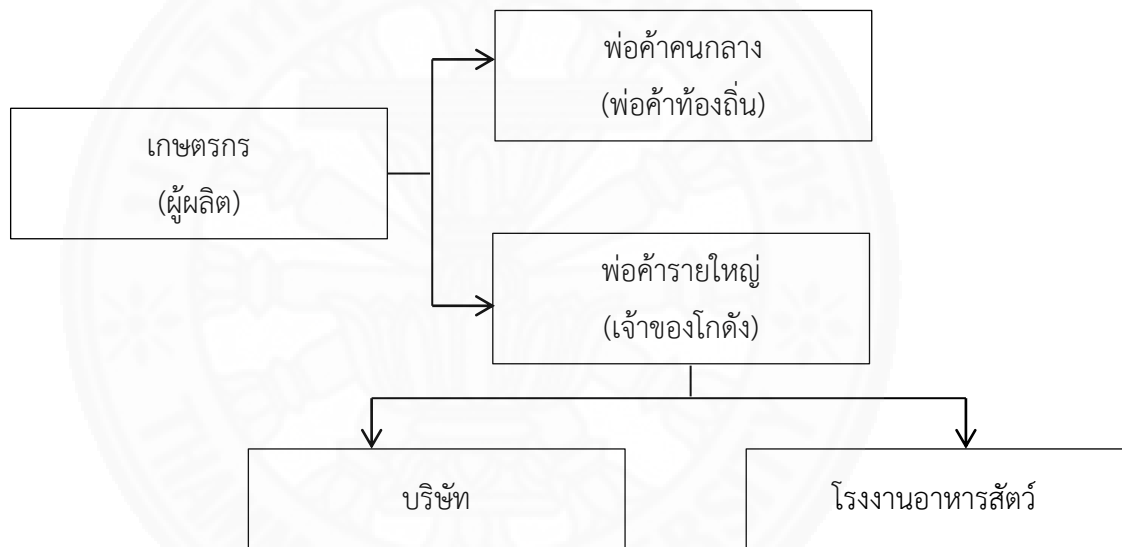 พ่อค้าคนกลาง
(พ่อค้าท้องถิ่น)
เกษตรกร
(ผู้ผลิต)
พ่อค้ารายใหญ่
(เจ้าของโกดัง)
บริษัท
โรงงานอาหารสัตว์